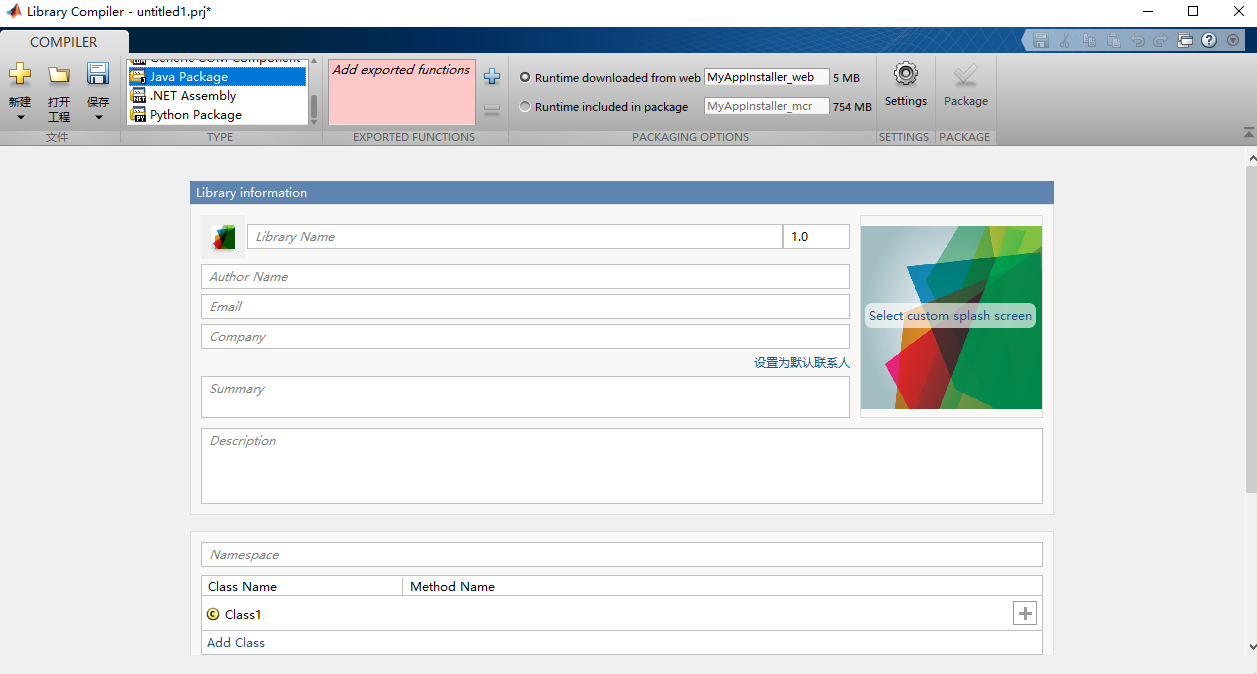 Library Compiler - untitled1.prj*
COMPILER
新建
打开
工程
保存
Generic COM Component
Java Package
.NET Assembly
Python Package
Add exported functions
Runtime downloaded from web
MyAppInstaller_web
5 MB
Runtime included in package
MyAppInstaller_mcr
754 MB
Settings
Package
文件
TYPE
EXPORTED FUNCTIONS
PACKAGING OPTIONS
SETTINGS
PACKAGE
Library information
Library Name
1.0
Author Name
Email
Company
设置为默认联系人
Summary
Select custom splash screen
Description
Namespace
Class Name
Method Name
Class1
Add Class